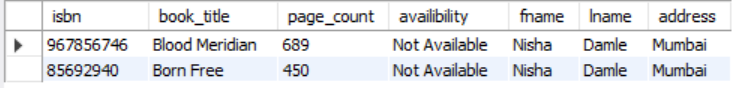 isbn book_title page_count availibility fname lname address
967856746 Blood Meridian 689 Not Available Nisha Damle Mumbai
85692940 Born Free 450 Not Available Nisha Damle Mumbai